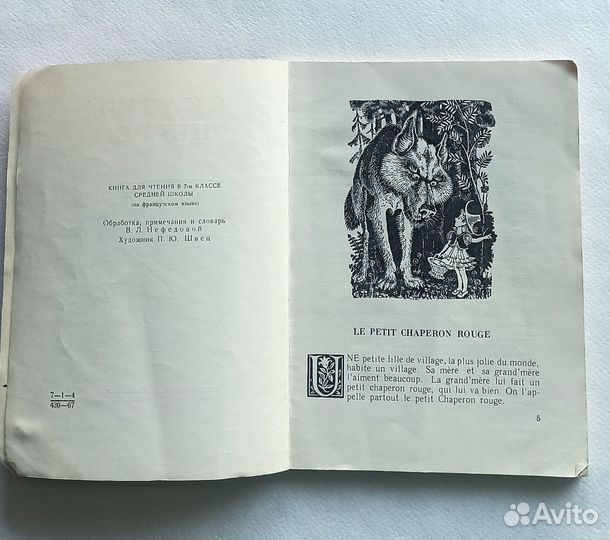 КНИГА ДЛЯ ЧТЕНИЯ В 7-м КЛАССЕ
СРЕДНЕЙ ШКОЛЫ
(на французском языке)
Обработка, примечания и словарь
В. Л. Нефедовой
Художник П. Ю. Швец
7—1—4
420—67
LE PETIT CHAPERON ROUGE
UNE petite fille de village, la plus jolie du monde,
habite un village. Sa mère et sa grand'mère
l'aiment beaucoup. La grand'mère lui fait un
petit chaperon rouge, qui lui va bien. On l'ap-
pelle partout le petit Chaperon rouge.
5
Avito